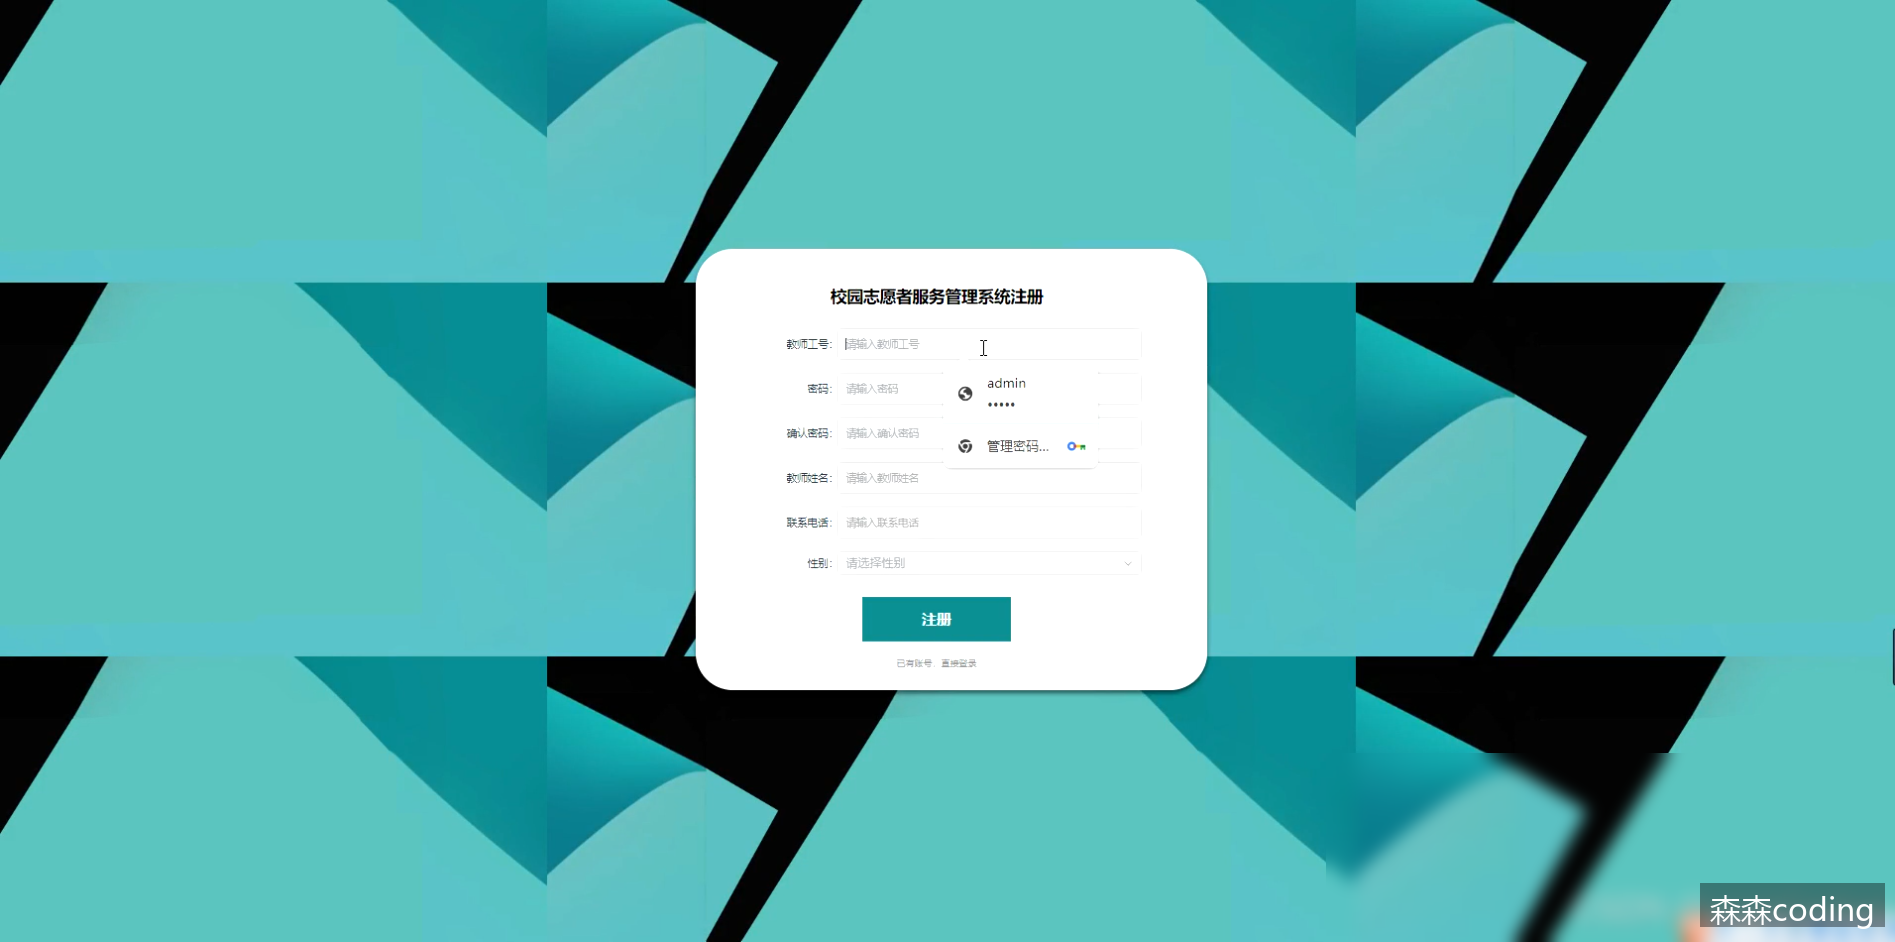 校园志愿者服务管理系统注册
教师工号: 请输入教师工号
密码: 请输入密码
admin
•••••
确认密码: 请输入确认密码
管理密码...
教师姓名: 请输入教师姓名
联系电话: 请输入联系电话
性别: 请选择性别
注册
已有账号，直接登录
森森coding